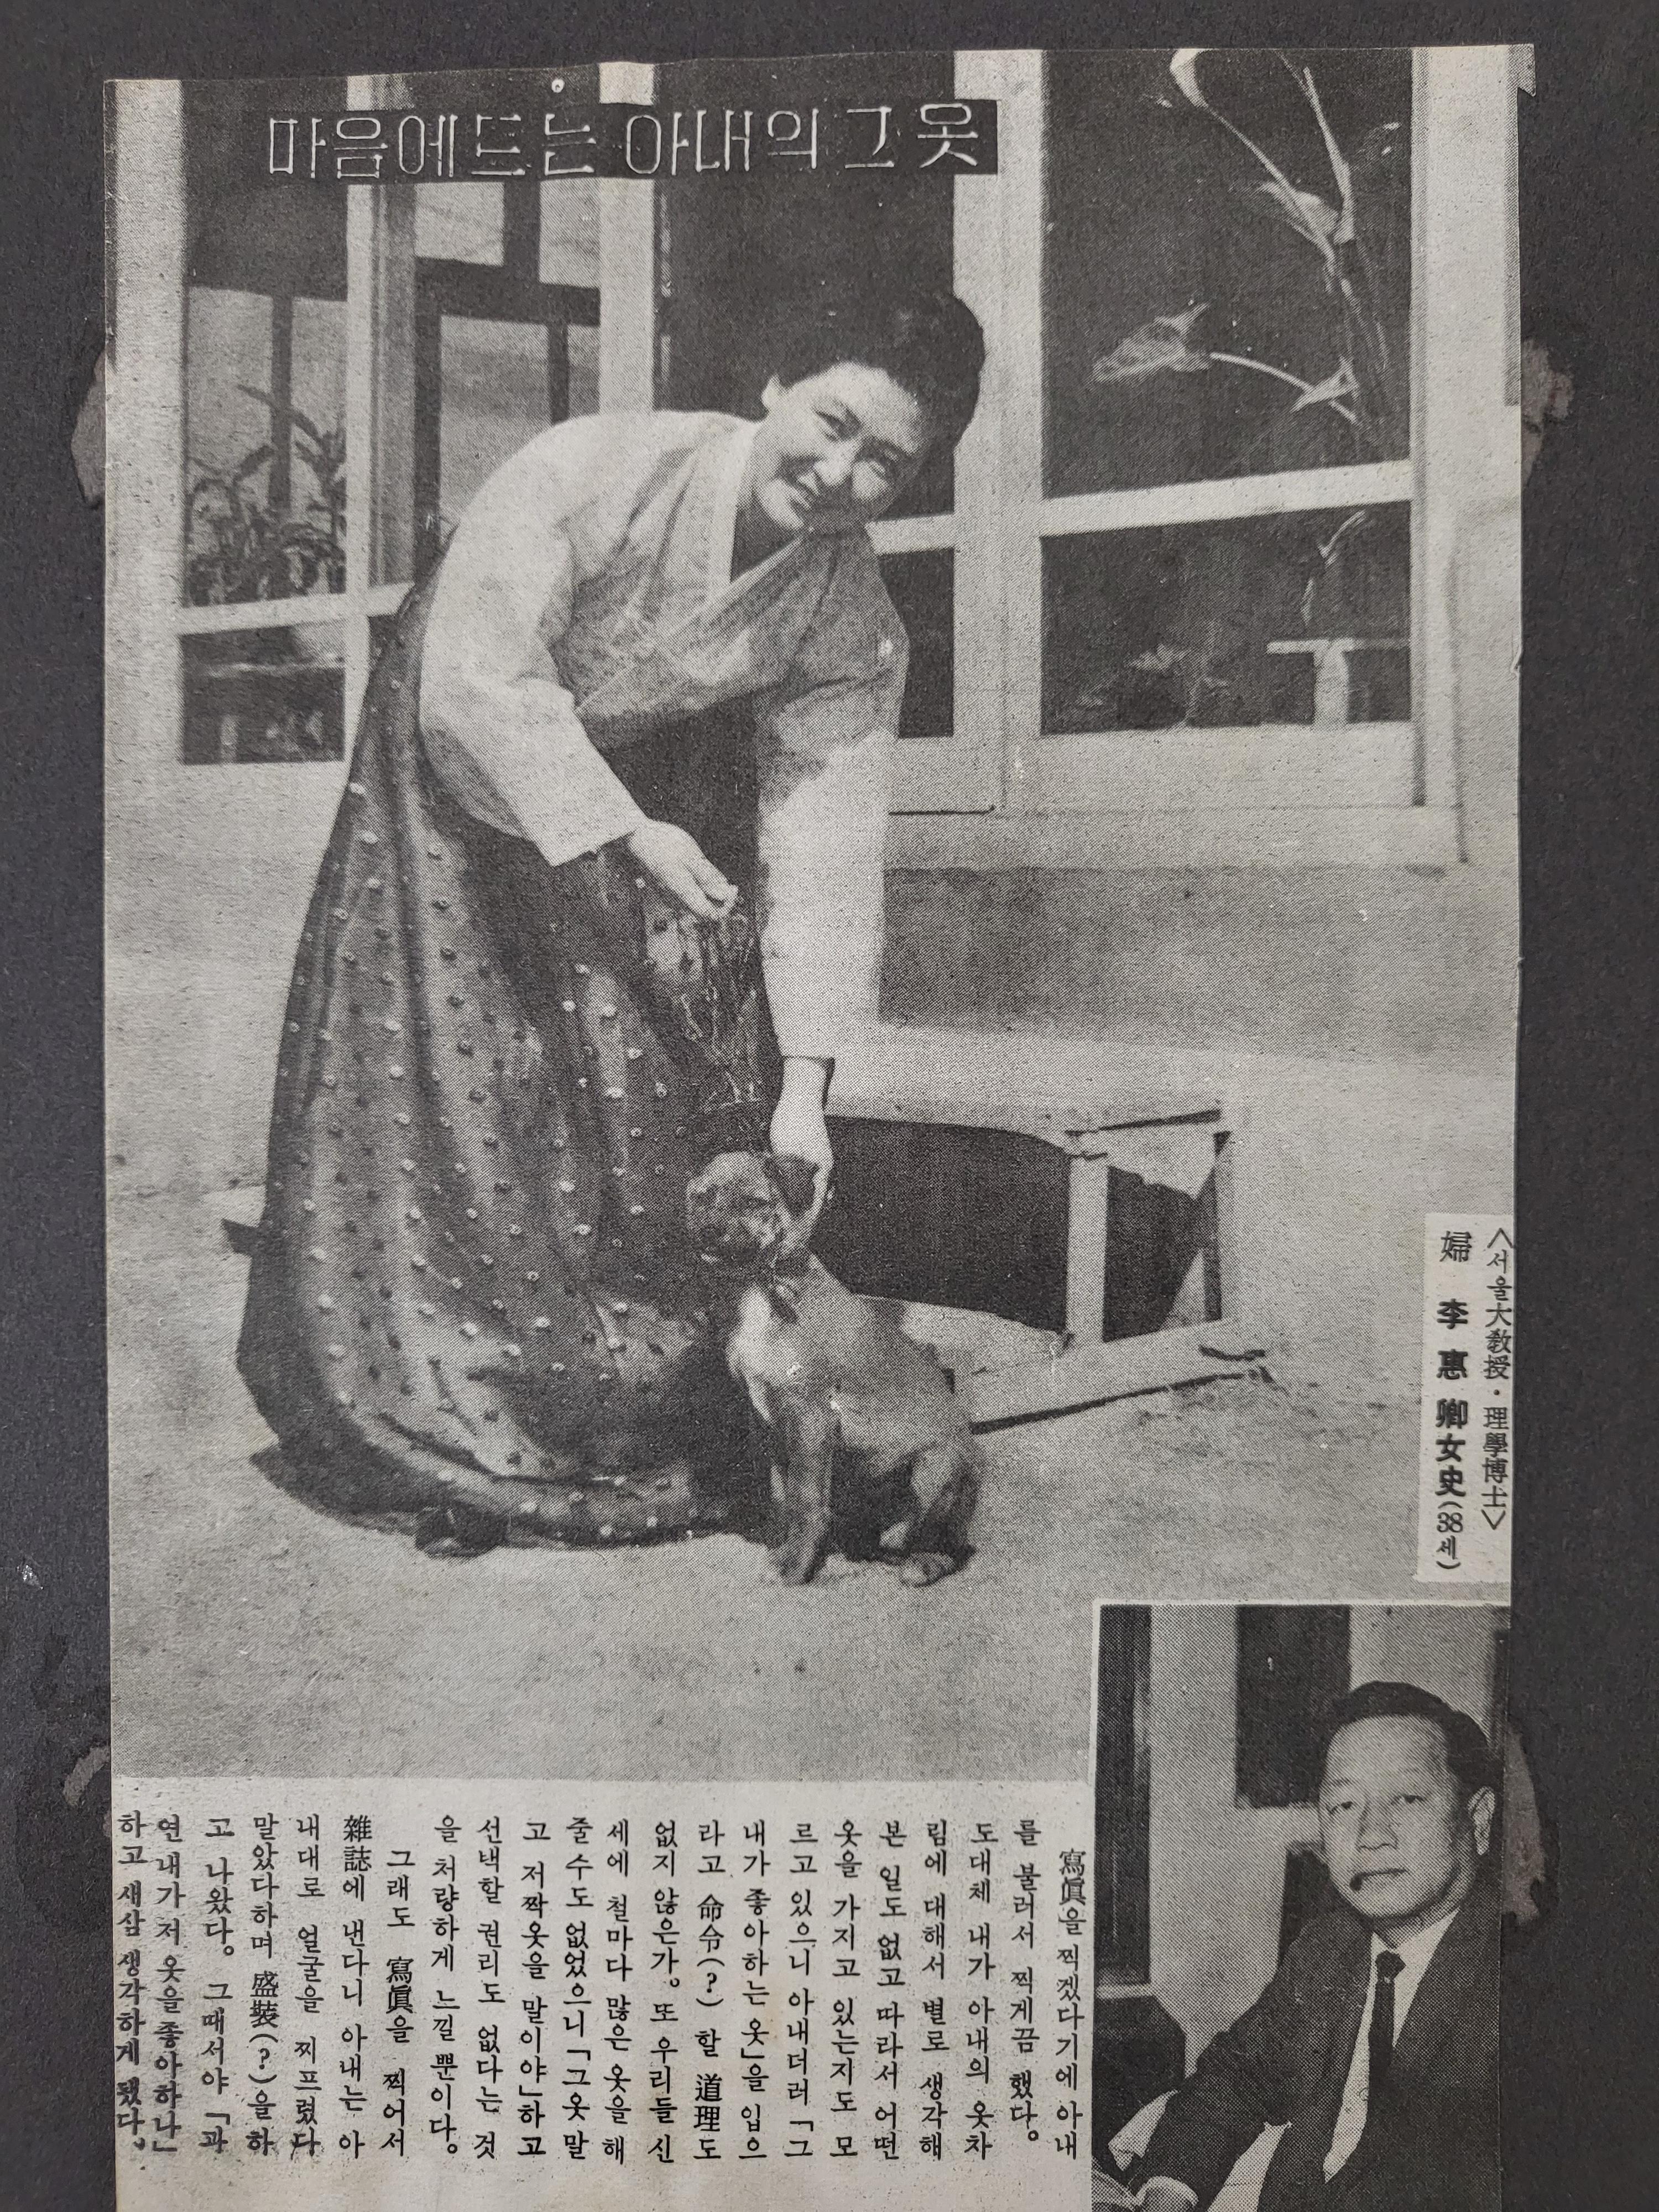 마음에드는 아내의 그 옷
<서울大敎授·理學博士>
婦 李惠卿女史(38세)
寫眞을 찍겠다기에 아내
를 불러서 찍게끔 했다。
도대체 내가 아내의 옷차
림에 대해서 별로 생각해
본 일도 없고 따라서 어떤
옷을 가지고 있는지도 모
르고 있으니 아내더러 「그
내가 좋아하는 옷」을 입으
라고 命令(?) 할 道理도
없지 않은가。 또 우리들 신
세에 철마다 많은 옷을 해
줄수도 없었으니 「그옷 말
고 저짝옷을 말이야」하고
선택할 권리도 없다는 것
을 처량하게 느낄 뿐이다。
그래도 寫眞을 찍어서
雜誌에 낸다니 아내는 아
내대로 얼굴을 찌프렸다
말았다하며 盛裝(?)을 하
고 나왔다。 그때서야 「과
연 내가 저 옷을 좋아하나」
하고 새삼 생각하게 됐다。